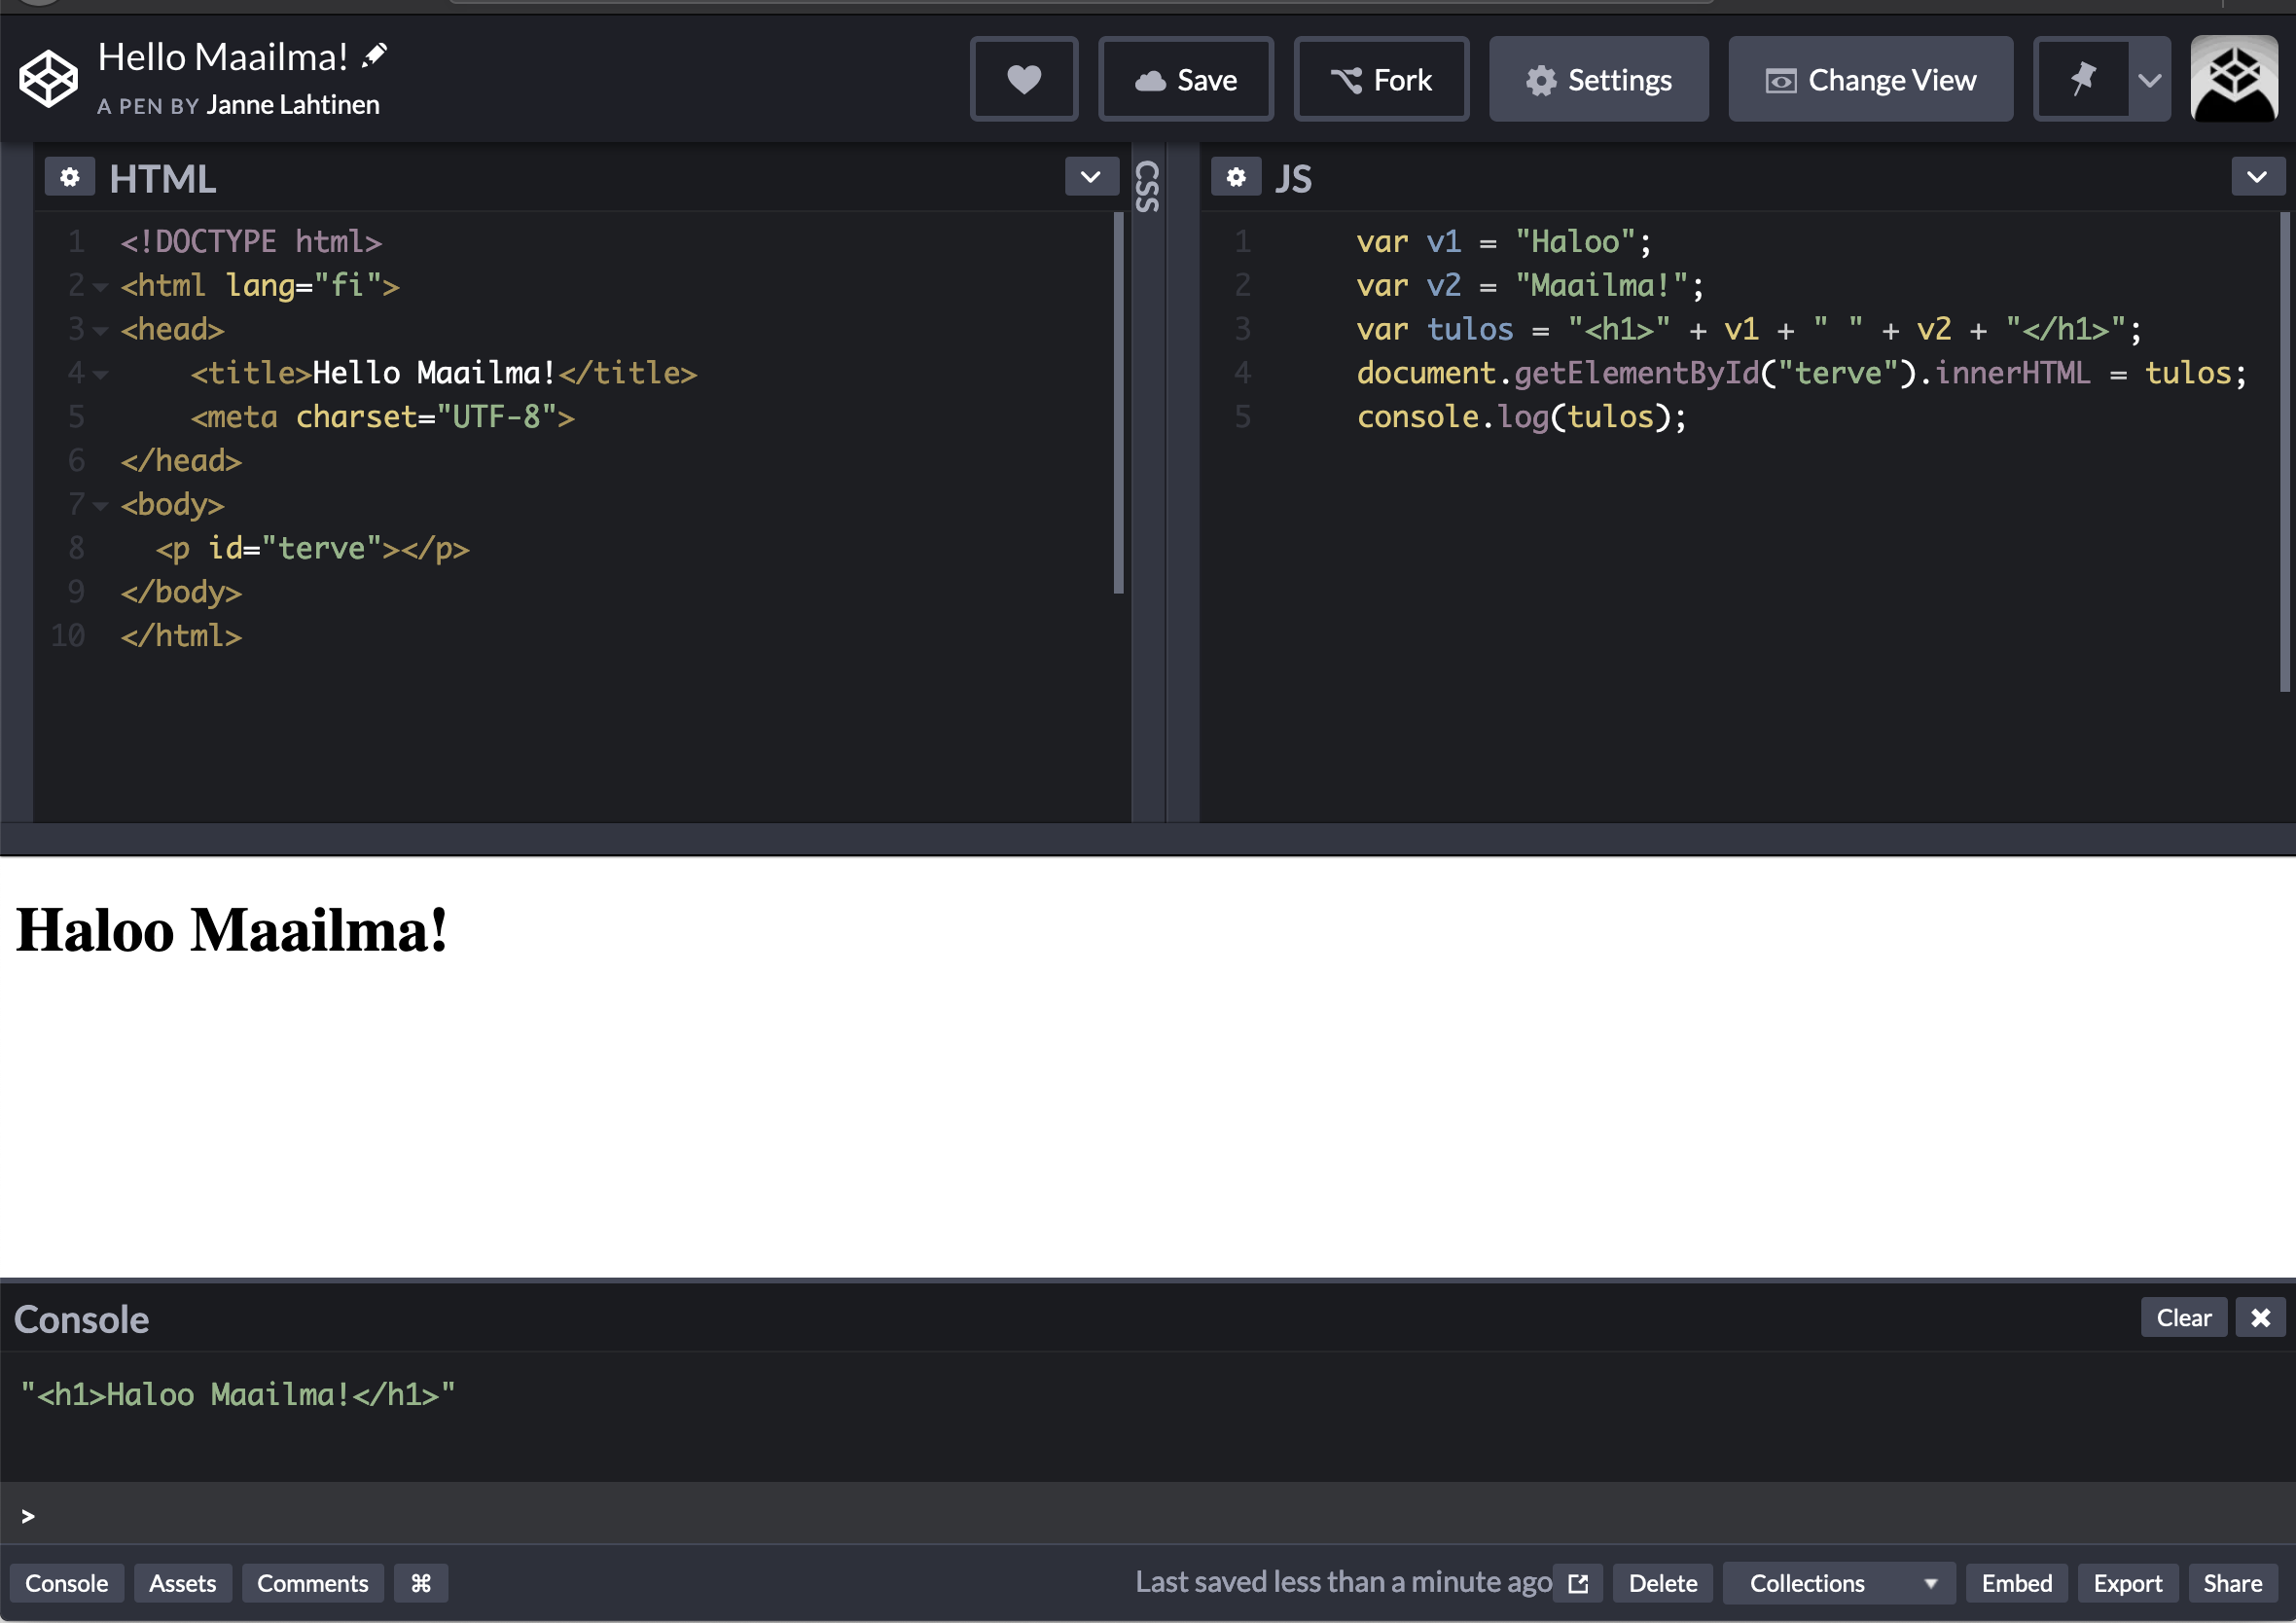 Hello Maailma!
A PEN BY Janne Lahtinen
Save
Fork
Settings
Change View
HTML
1 <!DOCTYPE html>
2 <html lang="fi">
3 <head>
4     <title>Hello Maailma!</title>
5     <meta charset="UTF-8">
6 </head>
7 <body>
8   <p id="terve"></p>
9 </body>
10 </html>
CSS
JS
1 var v1 = "Haloo";
2 var v2 = "Maailma!";
3 var tulos = "<h1>" + v1 + " " + v2 + "</h1>";
4 document.getElementById("terve").innerHTML = tulos;
5 console.log(tulos);
Haloo Maailma!
Console
Clear
"<h1>Haloo Maailma!</h1>"
>
Console Assets Comments ⌘ Last saved less than a minute ago Delete Collections Embed Export Share